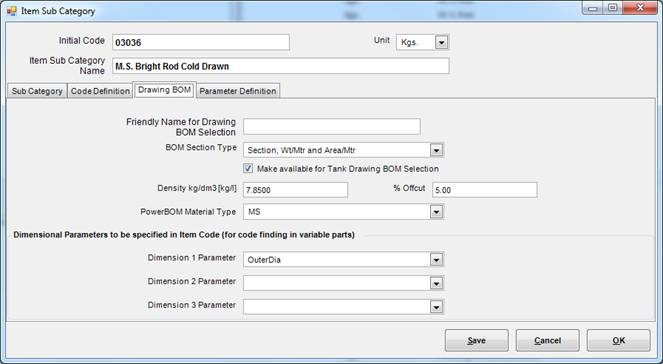 Item Sub Category
Initial Code 03036 Unit Kgs.
Item Sub Category
Name M.S. Bright Rod Cold Drawn
Sub Category Code Definition Drawing BOM Parameter Definition
Friendly Name for Drawing
BOM Selection
BOM Section Type Section, Wt/Mtr and Area/Mtr
Make available for Tank Drawing BOM Selection
Density kg/dm3 [kg/l] 7.8500 % Offcut 5.00
PowerBOM Material Type MS
Dimensional Parameters to be specified in Item Code (for code finding in variable parts)
Dimension 1 Parameter OuterDia
Dimension 2 Parameter
Dimension 3 Parameter
Save Cancel OK